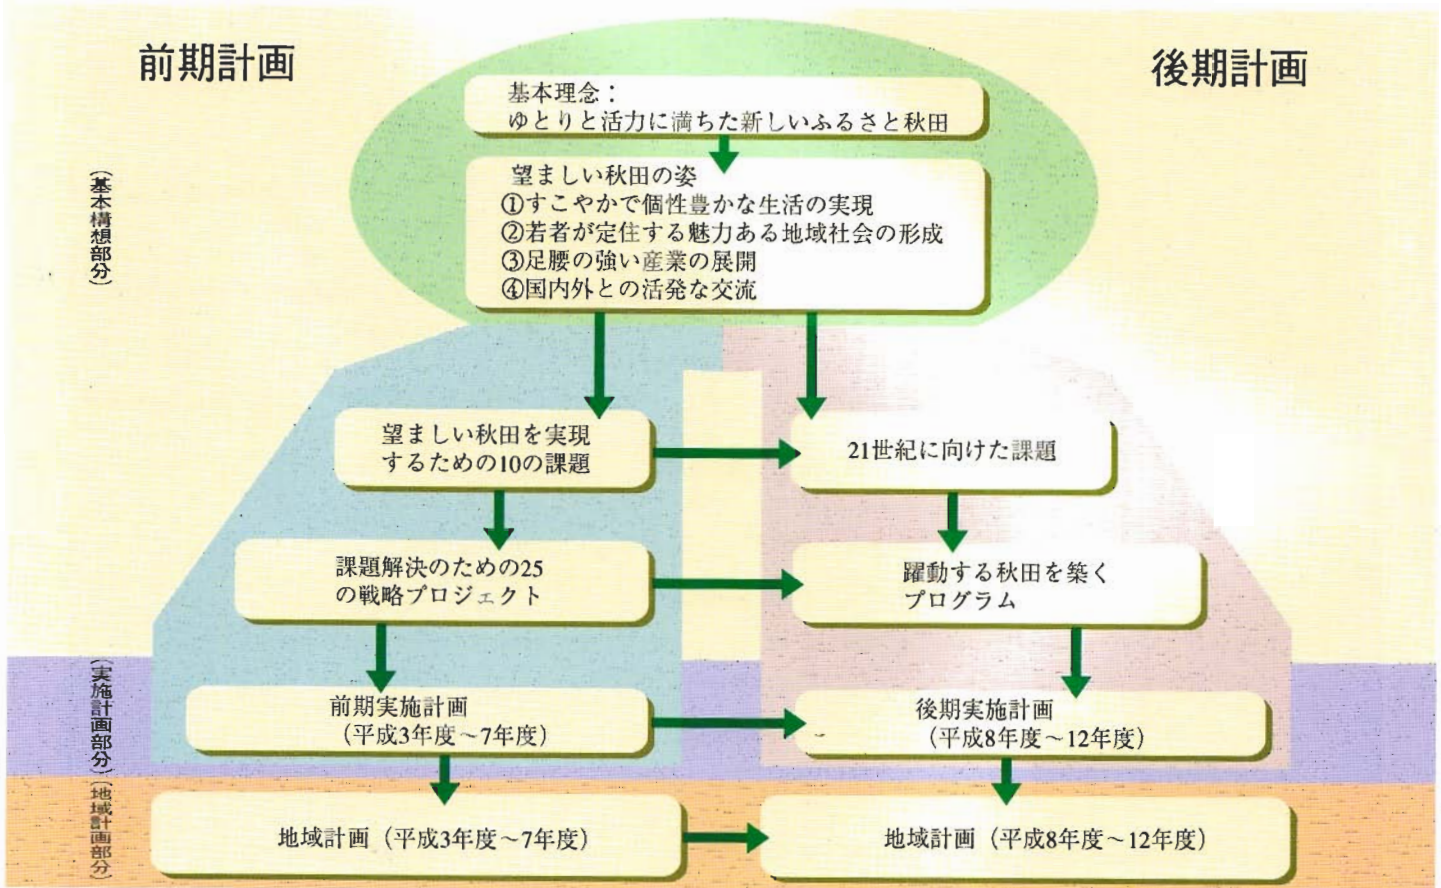 前期計画
後期計画
(基本構想部分)
基本理念：
ゆとりと活力に満ちた新しいふるさと秋田
望ましい秋田の姿
①すこやかで個性豊かな生活の実現
②若者が定住する魅力ある地域社会の形成
③足腰の強い産業の展開
④国内外との活発な交流
望ましい秋田を実現
するための10の課題
21世紀に向けた課題
課題解決のための25
の戦略プロジェクト
躍動する秋田を築く
プログラム
(実施計画部分)
前期実施計画
（平成3年度～7年度）
後期実施計画
（平成8年度～12年度）
(地域計画部分)
地域計画（平成3年度～7年度）
地域計画（平成8年度～12年度）